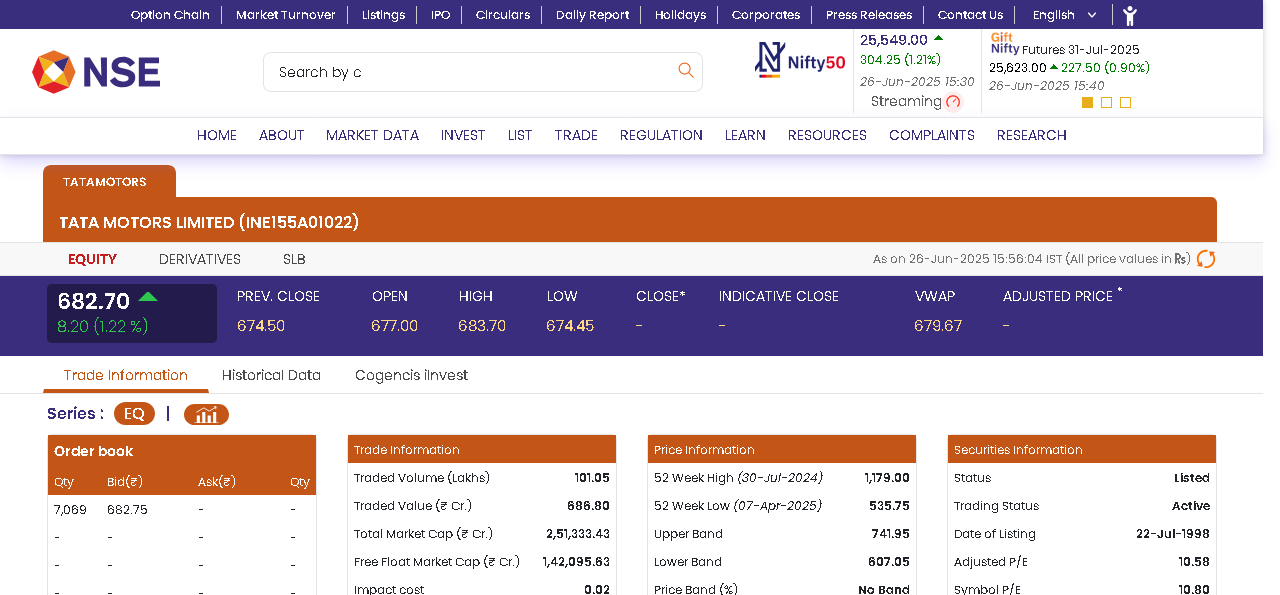 Option Chain Market Turnover Listings IPO Circulars Daily Report Holidays Corporates Press Releases Contact Us English
NSE
Search by c
Nifty50
25,549.00
304.25 (1.21%)
26-Jun-2025 15:30
Streaming
Gift
Nifty Futures 31-Jul-2025
25,623.00 227.50 (0.90%)
26-Jun-2025 15:40
HOME ABOUT MARKET DATA INVEST LIST TRADE REGULATION LEARN RESOURCES COMPLAINTS RESEARCH
TATAMOTORS
TATA MOTORS LIMITED (INE155A01022)
EQUITY DERIVATIVES SLB As on 26-Jun-2025 15:56:04 IST (All price values in Rs)
682.70
8.20 (1.22 %)
PREV. CLOSE OPEN HIGH LOW CLOSE* INDICATIVE CLOSE VWAP ADJUSTED PRICE *
674.50 677.00 683.70 674.45 - - 679.67 -
Trade Information Historical Data Cogencis iInvest
Series : EQ |
Order book
Qty Bid(₹) Ask(₹) Qty
7,069 682.75 - -
- - - -
- - - -
- - - -
Trade Information
Traded Volume (Lakhs) 101.05
Traded Value (₹ Cr.) 686.80
Total Market Cap (₹ Cr.) 2,51,333.43
Free Float Market Cap (₹ Cr.) 1,42,095.63
Impact cost 0.02
Price Information
52 Week High (30-Jul-2024) 1,179.00
52 Week Low (07-Apr-2025) 535.75
Upper Band 741.95
Lower Band 607.05
Price Band (%) No Band
Securities Information
Status Listed
Trading Status Active
Date of Listing 22-Jul-1998
Adjusted P/E 10.58
Symbol P/E 10.80